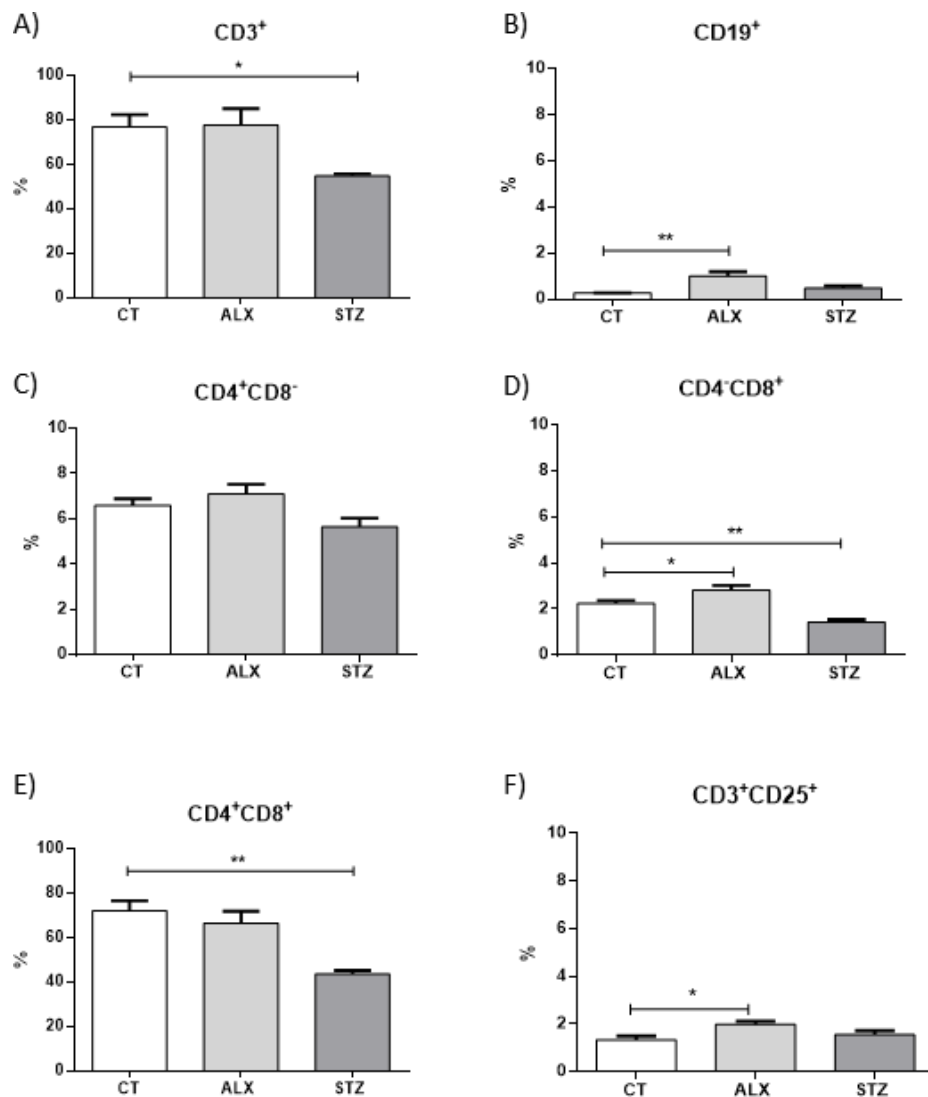 A)
CD3⁺
*
100
80
60
40
20
0
%
CT ALX STZ
B)
CD19⁺
10
8
6
4
2
0
%
**
CT ALX STZ
C)
CD4⁺CD8⁻
10
8
6
4
2
0
%
CT ALX STZ
D)
CD4⁻CD8⁺
10
8
6
4
2
0
%
**
*
CT ALX STZ
E)
CD4⁺CD8⁺
100
80
60
40
20
0
%
**
CT ALX STZ
F)
CD3⁺CD25⁺
10
8
6
4
2
0
%
*
CT ALX STZ